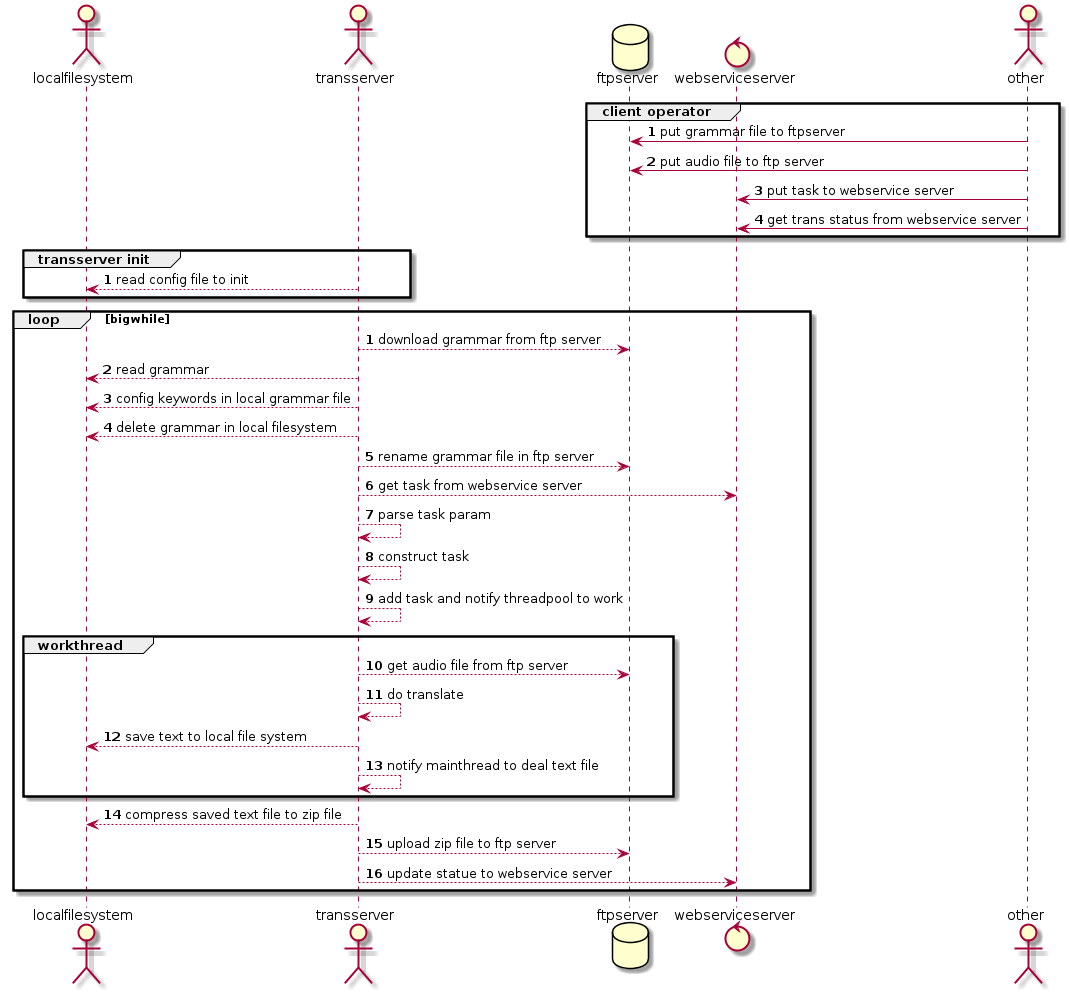 localfilesystem
transserver
ftpserver
webserviceserver
other
client operator
1 put grammar file to ftpserver
2 put audio file to ftp server
3 put task to webservice server
4 get trans status from webservice server
transserver init
1 read config file to init
loop [bigwhile]
1 download grammar from ftp server
2 read grammar
3 config keywords in local grammar file
4 delete grammar in local filesystem
5 rename grammar file in ftp server
6 get task from webservice server
7 parse task param
8 construct task
9 add task and notify threadpool to work
workthread
10 get audio file from ftp server
11 do translate
12 save text to local file system
13 notify mainthread to deal text file
14 compress saved text file to zip file
15 upload zip file to ftp server
16 update statue to webservice server
localfilesystem
transserver
ftpserver
webserviceserver
other